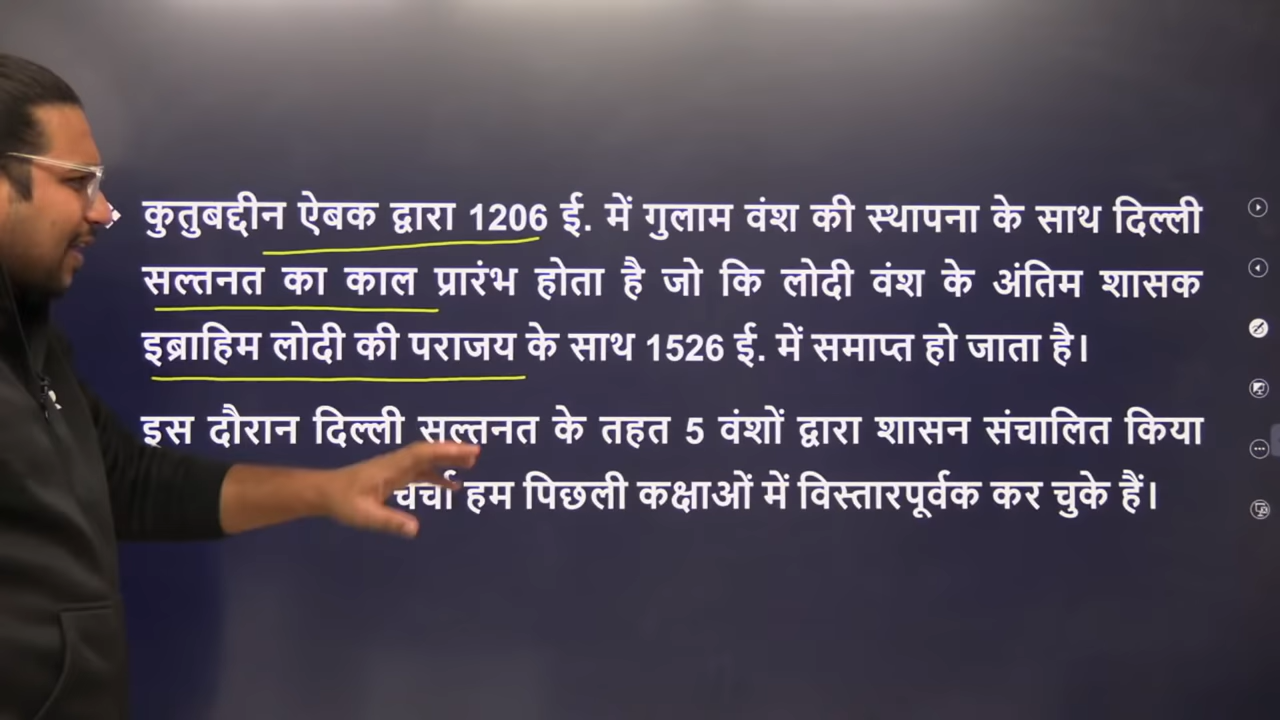 कुतुबद्दीन ऐबक द्वारा 1206 ई. में गुलाम वंश की स्थापना के साथ दिल्ली
सल्तनत का काल प्रारंभ होता है जो कि लोदी वंश के अंतिम शासक
इब्राहिम लोदी की पराजय के साथ 1526 ई. में समाप्त हो जाता है।
इस दौरान दिल्ली सल्तनत के तहत 5 वंशों द्वारा शासन संचालित किया
चर्चा हम पिछली कक्षाओं में विस्तारपूर्वक कर चुके हैं।